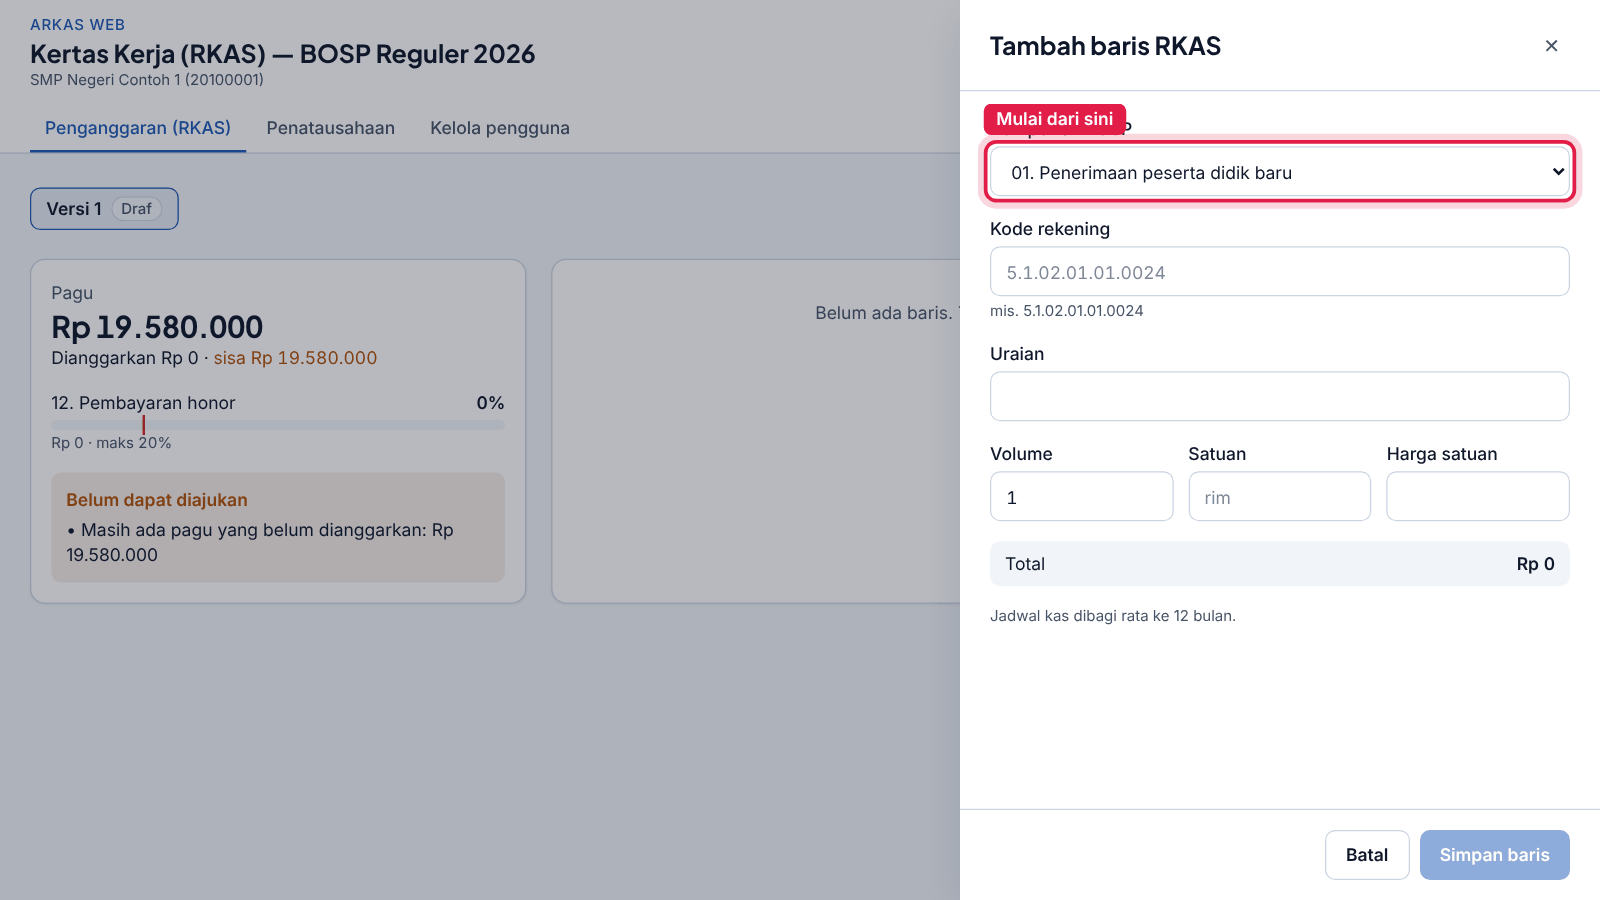 ARKAS WEB
Kertas Kerja (RKAS) — BOSP Reguler 2026
SMP Negeri Contoh 1 (20100001)
Penganggaran (RKAS)
Penatausahaan
Kelola pengguna
Versi 1
Draf
Pagu
Rp 19.580.000
Dianggarkan Rp 0 · sisa Rp 19.580.000
12. Pembayaran honor
0%
Rp 0 · maks 20%
Belum dapat diajukan
• Masih ada pagu yang belum dianggarkan: Rp
19.580.000
Belum ada baris.
Tambah baris RKAS
×
Mulai dari sini
01. Penerimaan peserta didik baru
Kode rekening
5.1.02.01.01.0024
mis. 5.1.02.01.01.0024
Uraian
Volume
Satuan
Harga satuan
1
rim
Total
Rp 0
Jadwal kas dibagi rata ke 12 bulan.
Batal
Simpan baris